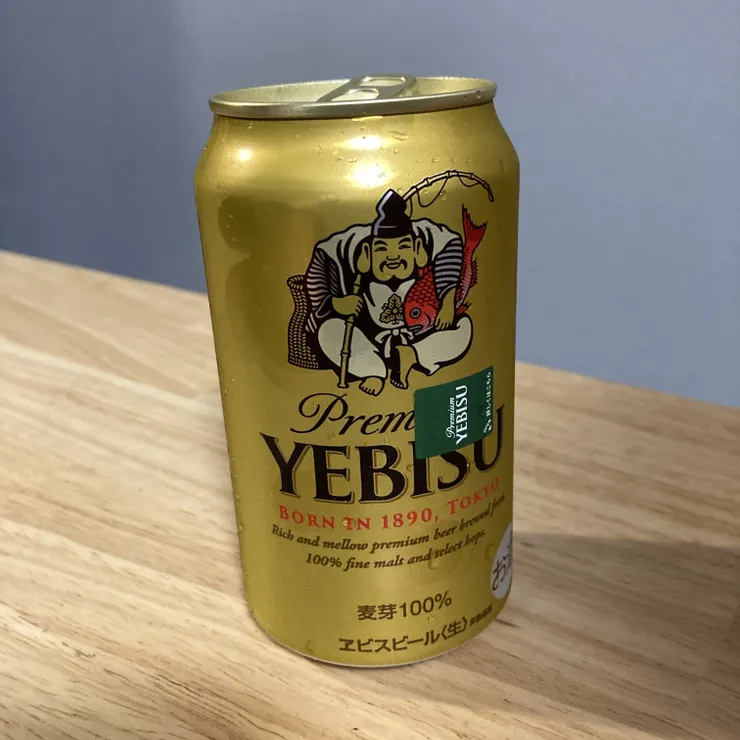 Premium
YEBISU
Prem
YEBISU
BORN IN 1890, TOKYO
Rich and mellow premium beer brewed from
100% fine malt and select hops.
麦芽100%
ヱビスビール〈生〉
お